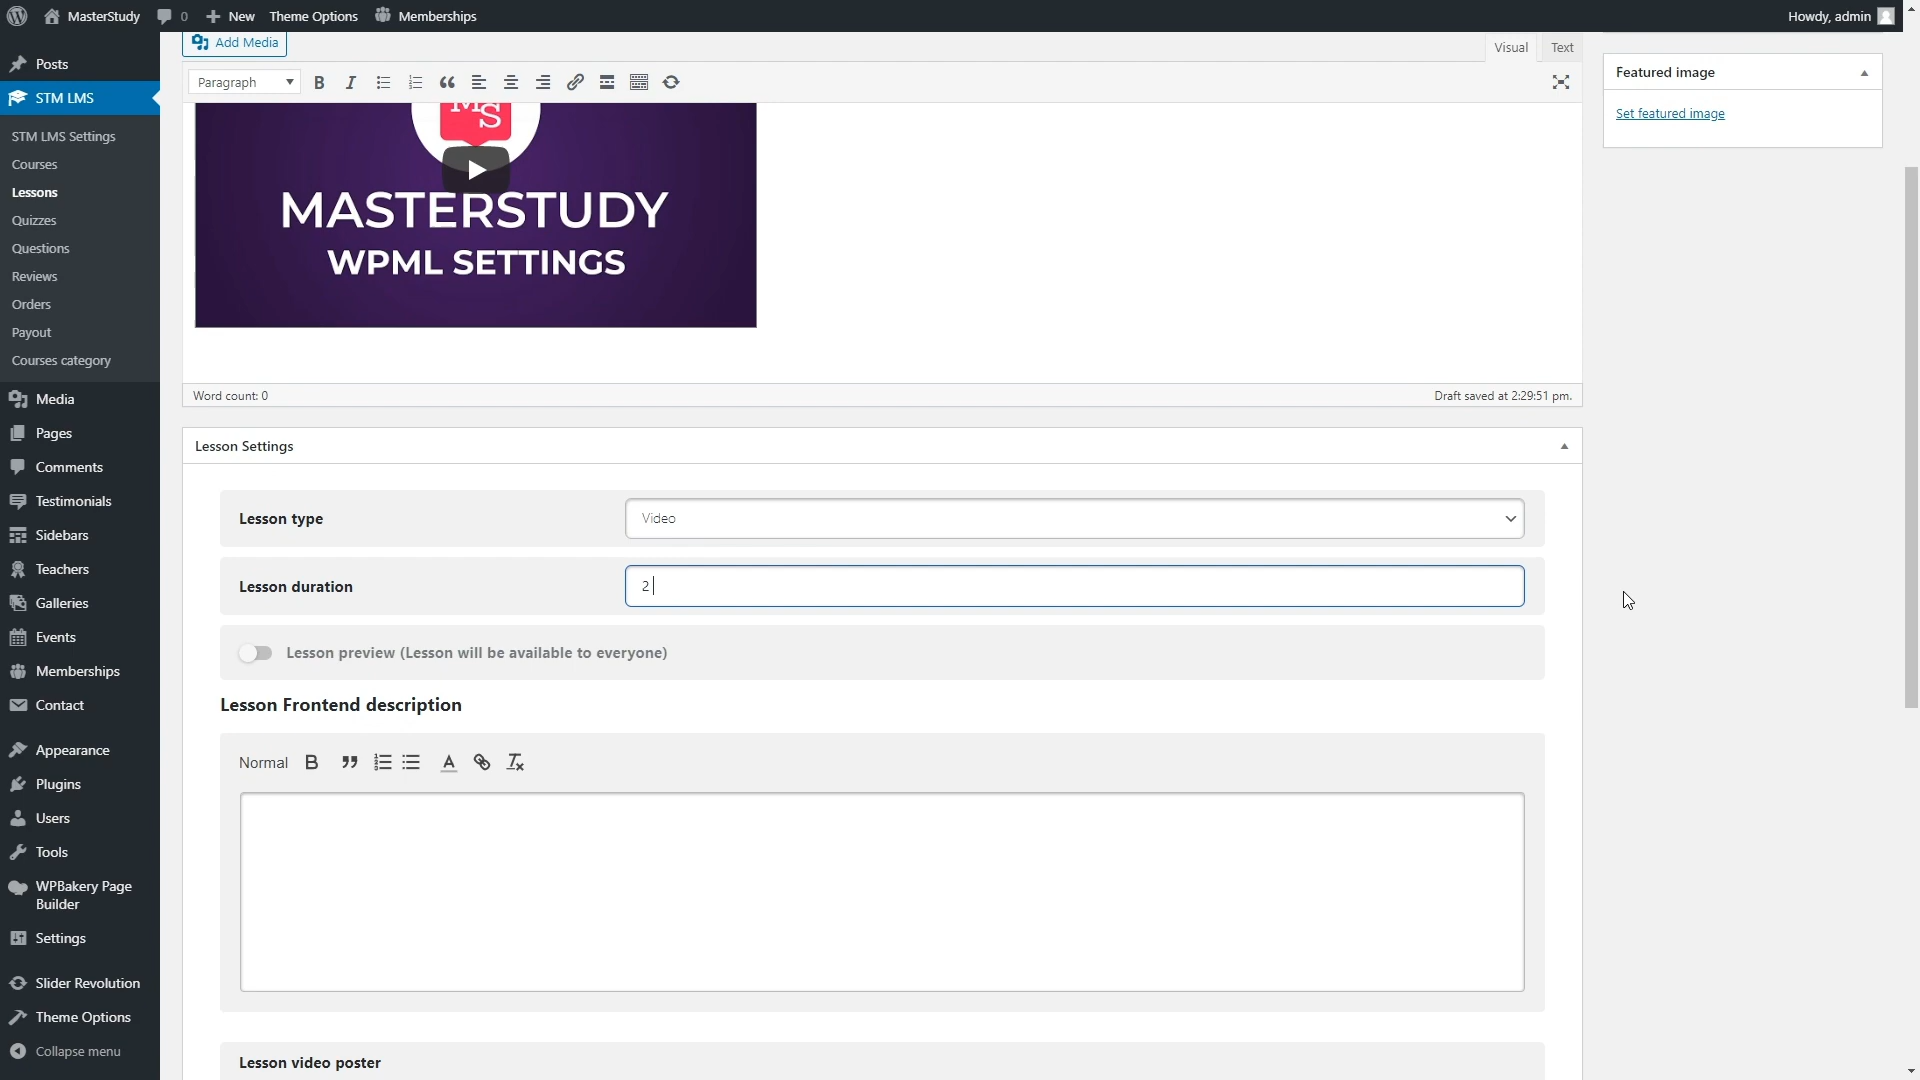 MasterStudy 0 New Theme Options Memberships Howdy, admin
Posts
STM LMS
STM LMS Settings
Courses
Lessons
Quizzes
Questions
Reviews
Orders
Payout
Courses category
Media
Pages
Comments
Testimonials
Sidebars
Teachers
Galleries
Events
Memberships
Contact
Appearance
Plugins
Users
Tools
WPBakery Page
Builder
Settings
Slider Revolution
Theme Options
Collapse menu
Add Media
Visual Text
Paragraph
MS
MASTERSTUDY
WPML SETTINGS
Word count: 0 Draft saved at 2:29:51 pm.
Lesson Settings
Lesson type Video
Lesson duration 2
Lesson preview (Lesson will be available to everyone)
Lesson Frontend description
Normal
Lesson video poster
Featured image
Set featured image